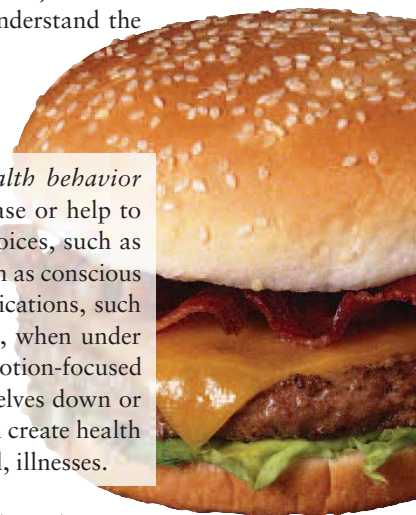 nderstand the
alth behavior
ase or help to
oices, such as
n as conscious
ications, such
, when under
otion-focused
elves down or
create health
l, illnesses.